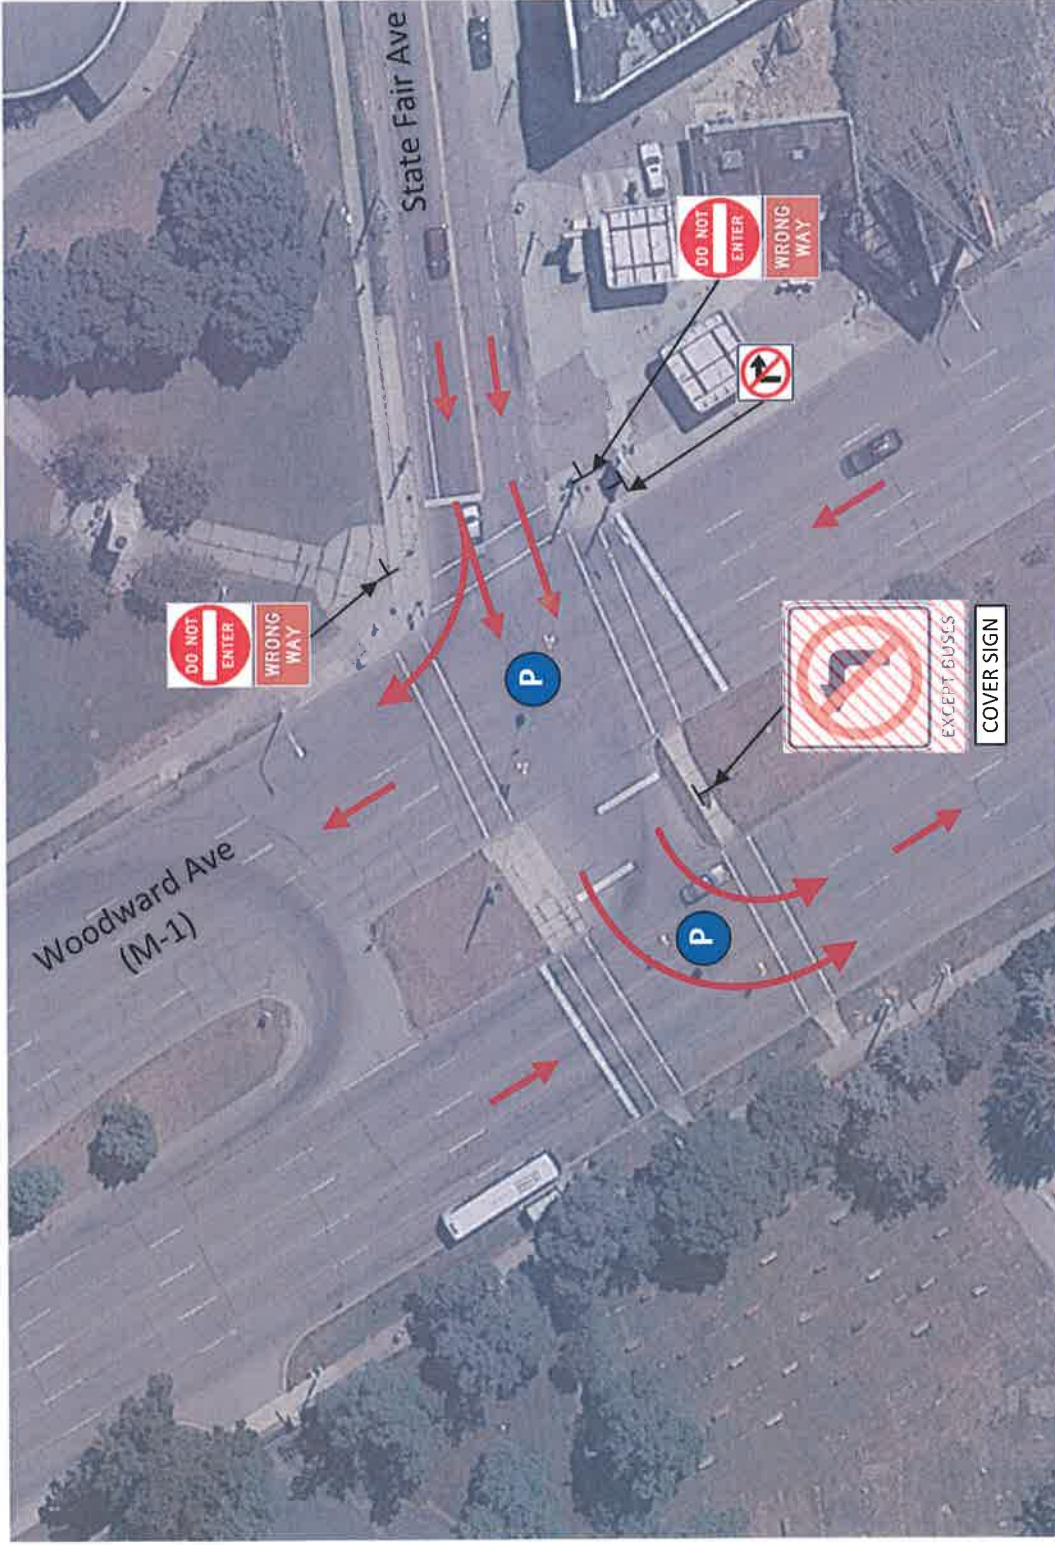 State Fair Ave
DO NOT
ENTER
WRONG
WAY
DO NOT
ENTER
WRONG
WAY
P
P
EXCEPT BUSES
COVER SIGN
Woodward Ave
(M-1)